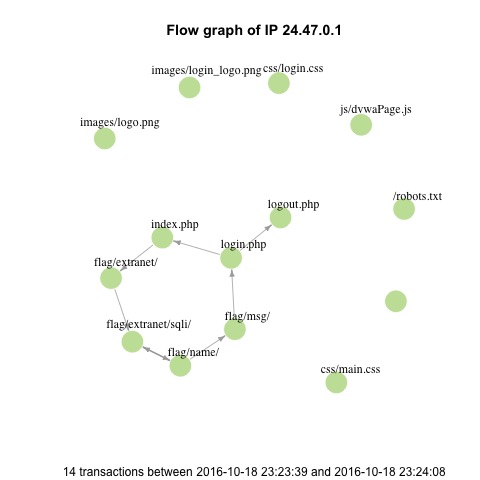 Flow graph of IP 24.47.0.1
images/login_logo.png
css/login.css
images/logo.png
js/dvwaPage.js
/robots.txt
logout.php
index.php
login.php
flag/extranet/
flag/extranet/sqli/
flag/msg/
flag/name/
css/main.css
14 transactions between 2016-10-18 23:23:39 and 2016-10-18 23:24:08